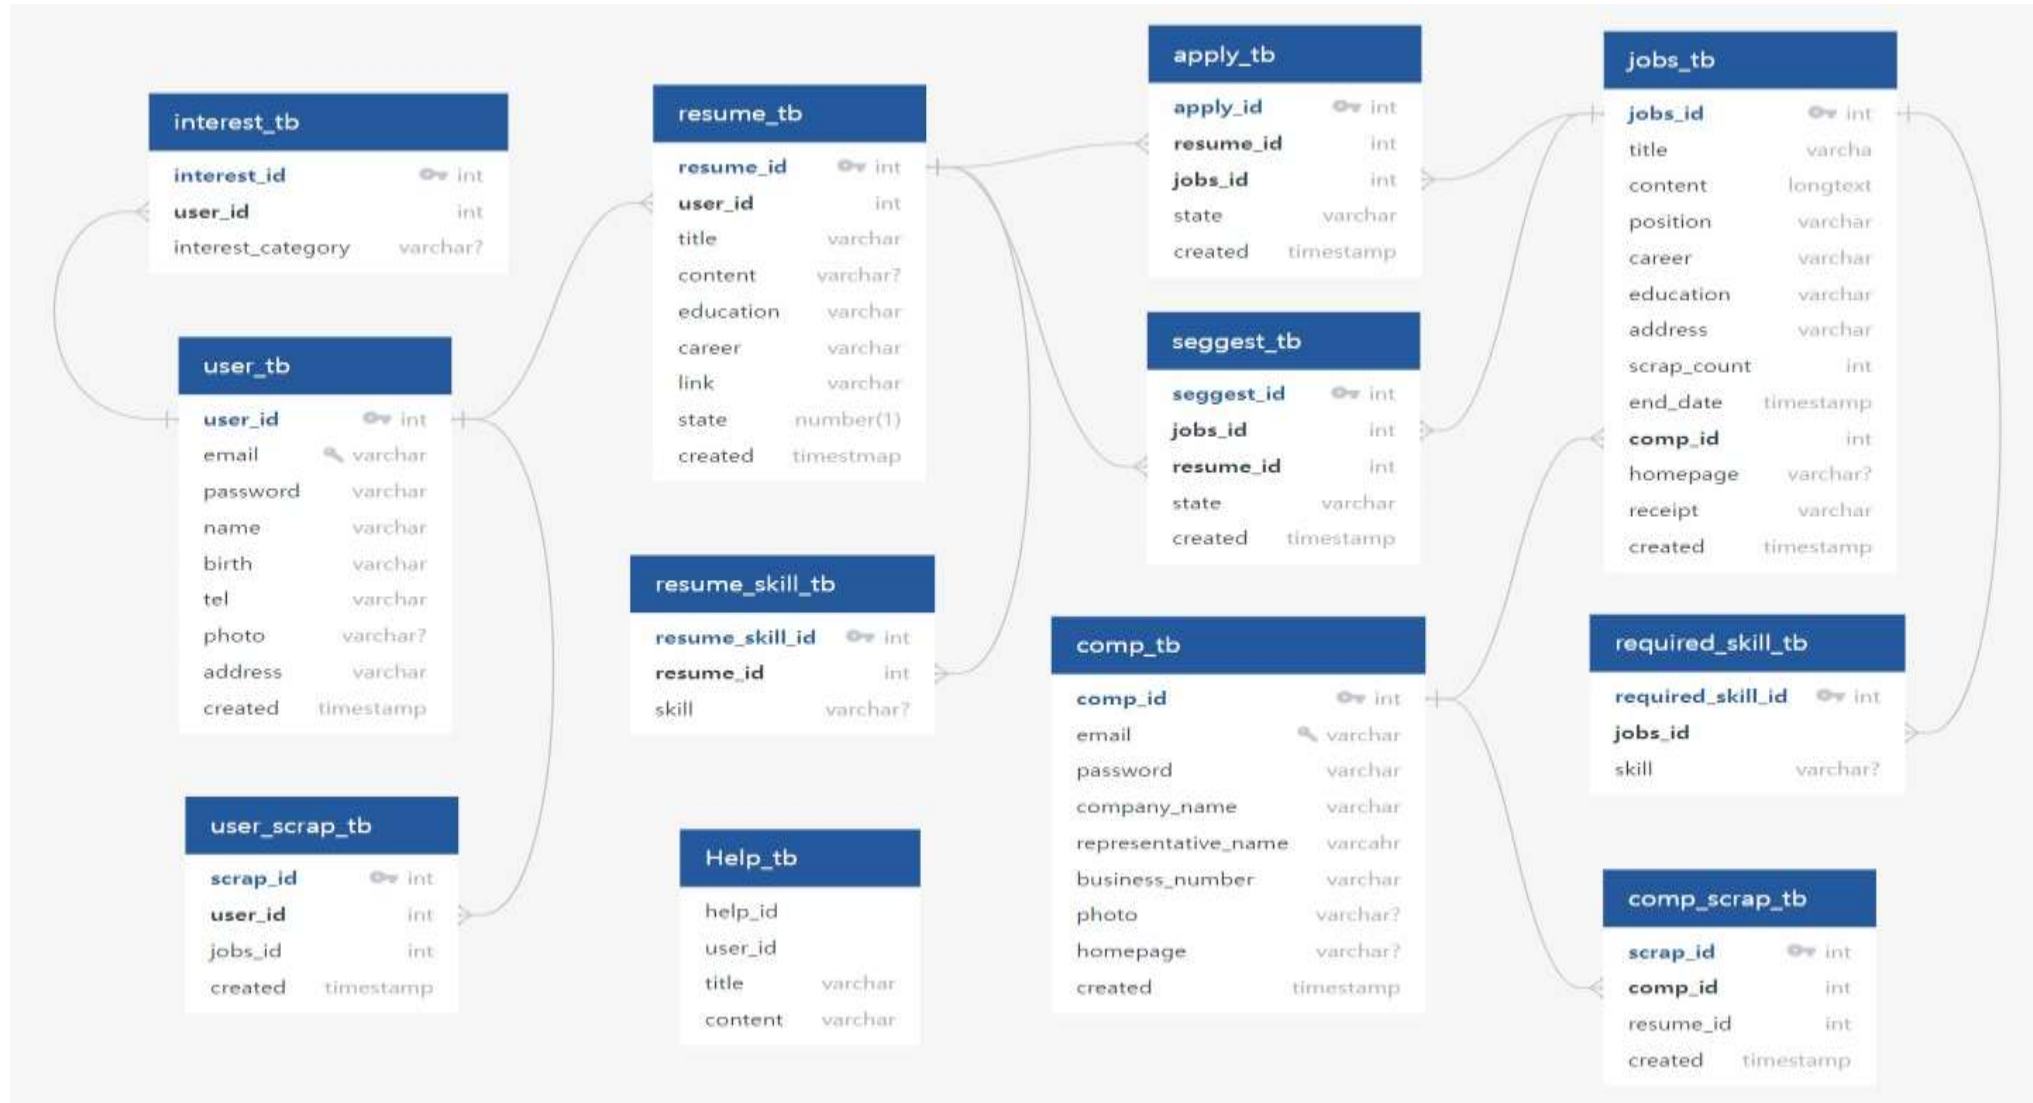 interest_tb
interest_id int
user_id int
interest_category varchar?
user_tb
user_id int
email varchar
password varchar
name varchar
birth varchar
tel varchar
photo varchar?
address varchar
created timestamp
user_scrap_tb
scrap_id int
user_id int
jobs_id int
created timestamp
resume_tb
resume_id int
user_id int
title varchar
content varchar?
education varchar
career varchar
link varchar
state number(1)
created timestmap
resume_skill_tb
resume_skill_id int
resume_id int
skill varchar?
Help_tb
help_id
user_id
title varchar
content varchar
apply_tb
apply_id int
resume_id int
jobs_id int
state varchar
created timestamp
seggest_tb
seggest_id int
jobs_id int
resume_id int
state varchar
created timestamp
comp_tb
comp_id int
email varchar
password varchar
company_name varchar
representative_name varcahr
business_number varchar
photo varchar?
homepage varchar?
created timestamp
jobs_tb
jobs_id int
title varcha
content longtext
position varchar
career varchar
education varchar
address varchar
scrap_count int
end_date timestamp
comp_id int
homepage varchar?
receipt varchar
created timestamp
required_skill_tb
required_skill_id int
jobs_id
skill varchar?
comp_scrap_tb
scrap_id int
comp_id int
resume_id int
created timestamp